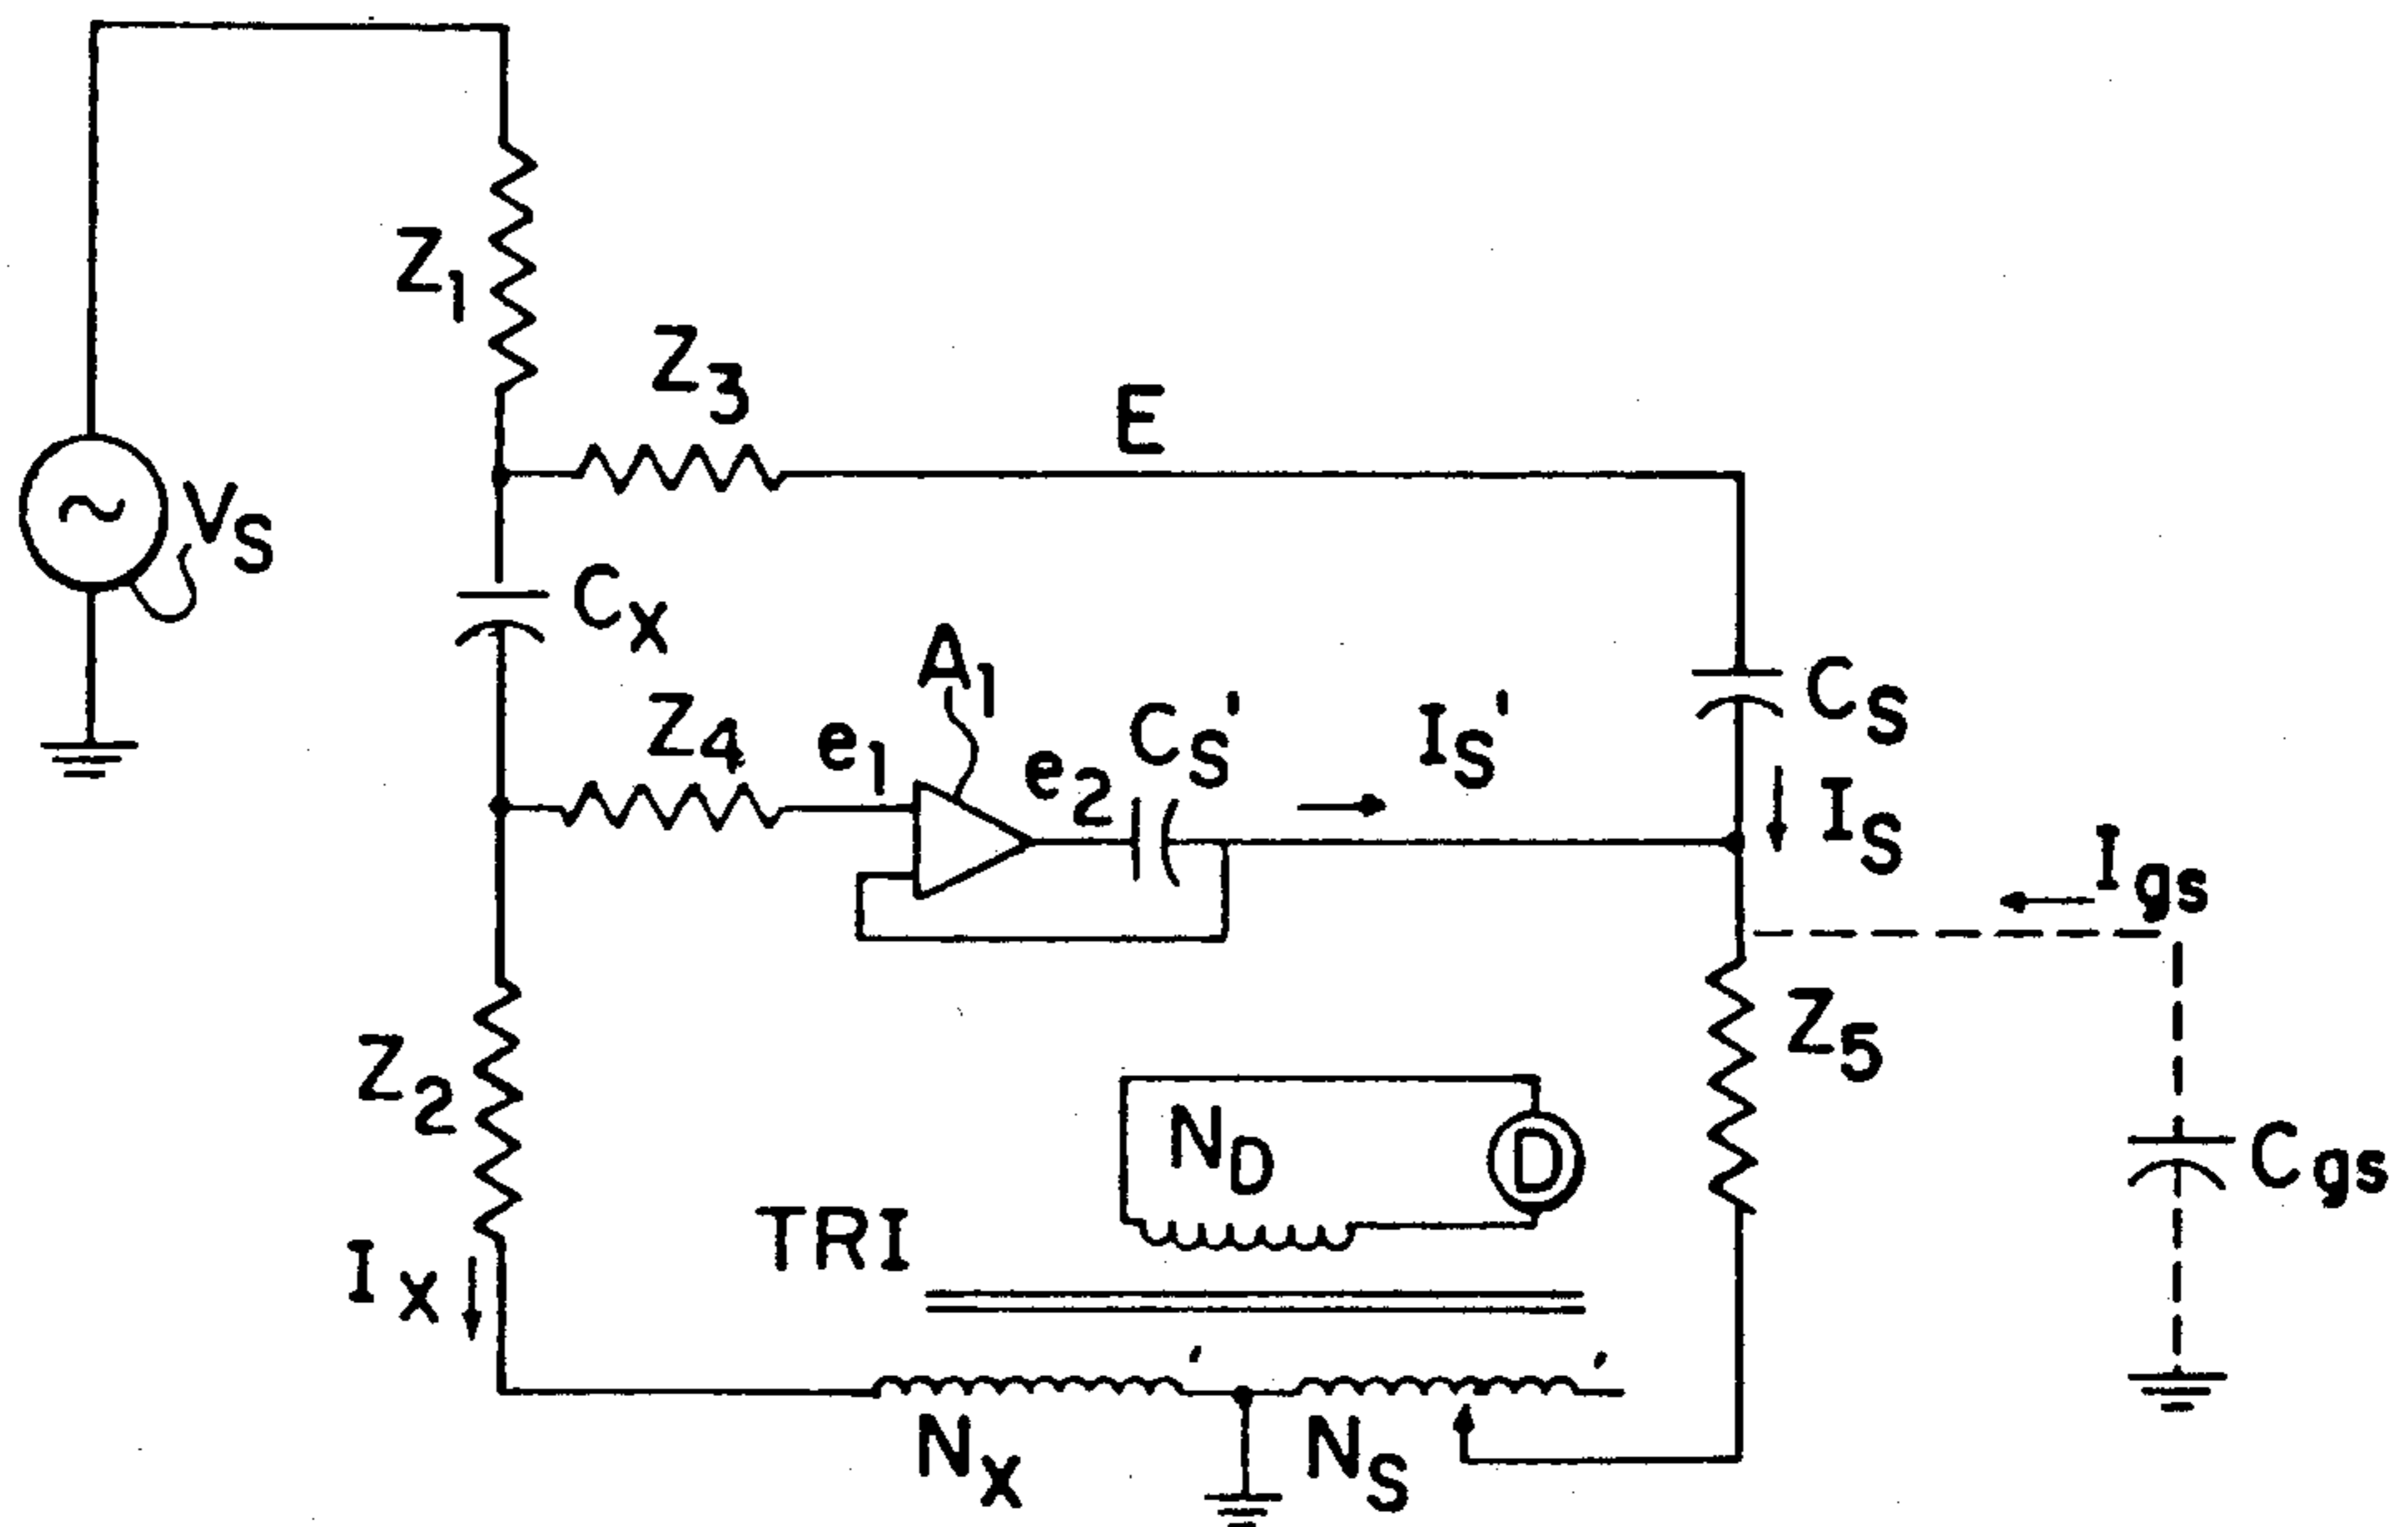 Z1
Z3
E
~
VS
CX
A1
CS
Z4
e1
e2
CS'
IS'
IS
Igs
Z5
Z2
ND
D
Cgs
TRI
IX
NX
NS